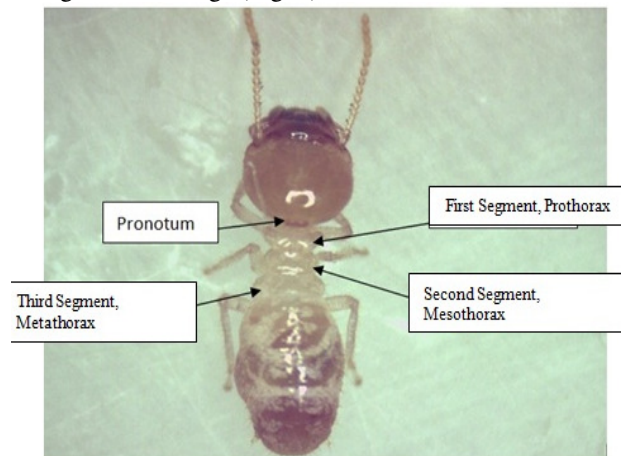 First Segment, Prothorax
Pronotum
Third Segment,
Metathorax
Second Segment,
Mesothorax